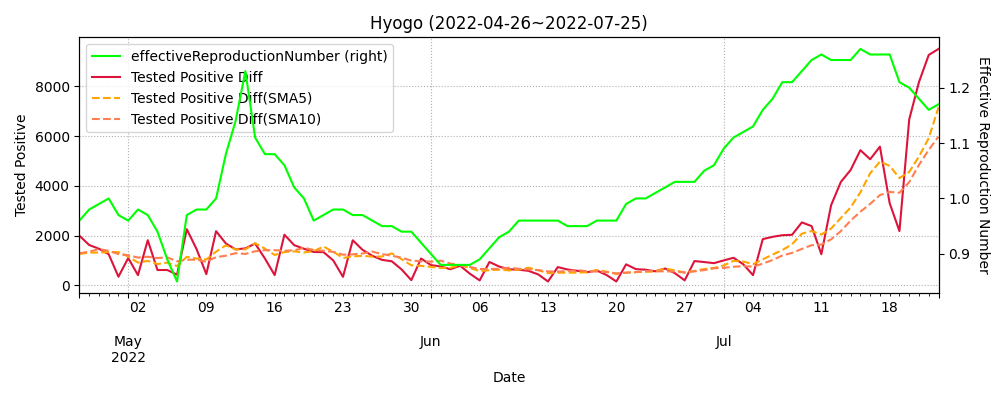 Hyogo (2022-04-26~2022-07-25)
effectiveReproductionNumber (right)
Tested Positive Diff
Tested Positive Diff(SMA5)
Tested Positive Diff(SMA10)
Tested Positive
8000
6000
4000
2000
0
1.2
1.1
1.0
0.9
Effective Reproduction Number
02 09 16 23 30 06 13 20 27 04 11 18
May Jun Jul
2022
Date